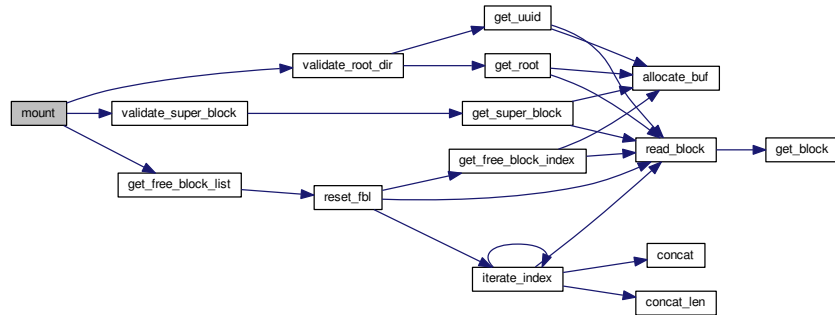 get_uuid
validate_root_dir
get_root
allocate_buf
mount
validate_super_block
get_super_block
read_block
get_block
get_free_block_index
get_free_block_list
reset_fbl
concat
iterate_index
concat_len